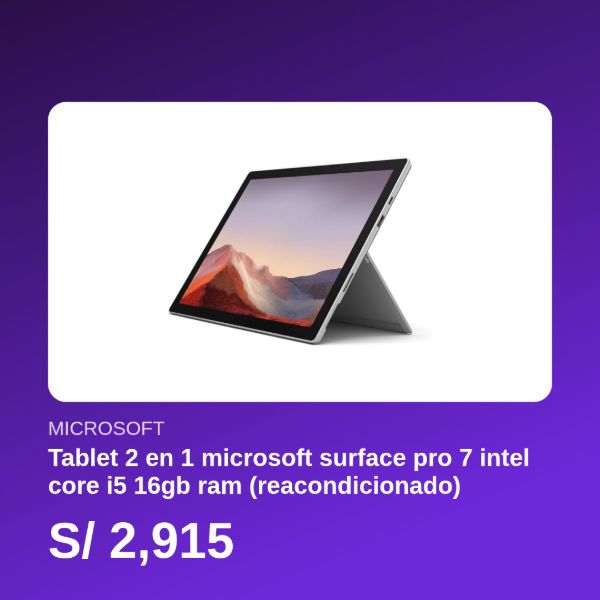 MICROSOFT
Tablet 2 en 1 microsoft surface pro 7 intel
core i5 16gb ram (reacondicionado)
S/ 2,915